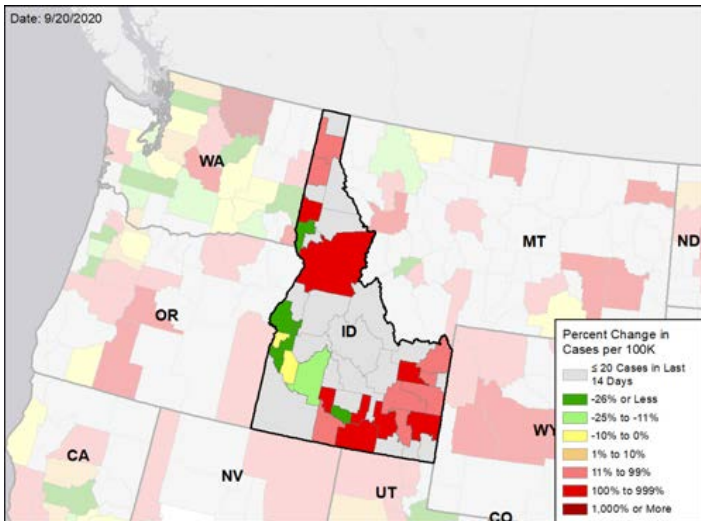 Date: 9/20/2020
WA
MT
ND
OR
ID
WY
CA
NV
UT
CO
Percent Change in
Cases per 100K
≤ 20 Cases in Last
14 Days
-26% or Less
-25% to -11%
-10% to 0%
1% to 10%
11% to 99%
100% to 999%
1,000% or More